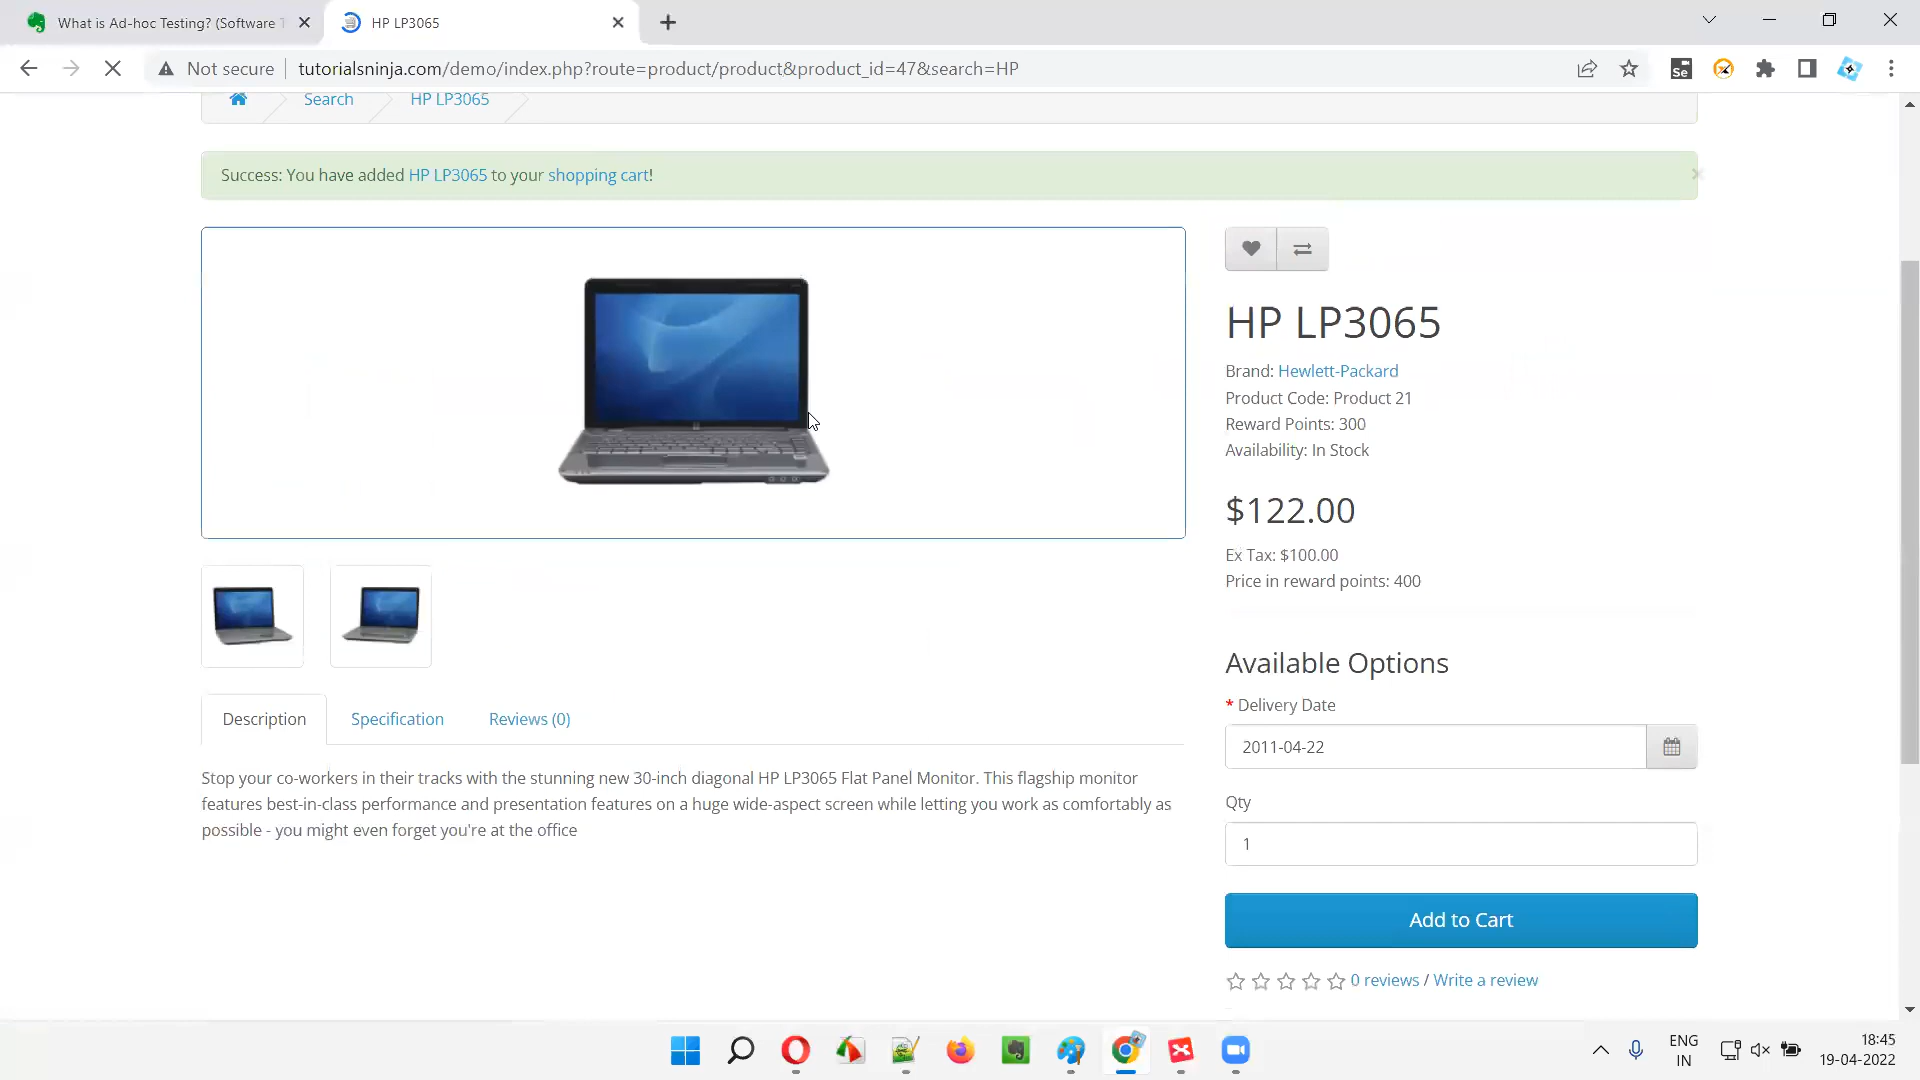 What is Ad-hoc Testing? (Software T
HP LP3065
Not secure
tutorialsninja.com/demo/index.php?route=product/product&product_id=47&search=HP
Se
Search
HP LP3065
Success: You have added HP LP3065 to your shopping cart!
×
HP LP3065
Brand: Hewlett-Packard
Product Code: Product 21
Reward Points: 300
Availability: In Stock
$122.00
Ex Tax: $100.00
Price in reward points: 400
Available Options
* Delivery Date
2011-04-22
Qty
1
Add to Cart
0 reviews / Write a review
Description
Specification
Reviews (0)
Stop your co-workers in their tracks with the stunning new 30-inch diagonal HP LP3065 Flat Panel Monitor. This flagship monitor
features best-in-class performance and presentation features on a huge wide-aspect screen while letting you work as comfortably as
possible - you might even forget you're at the office
ENG
IN
18:45
19-04-2022